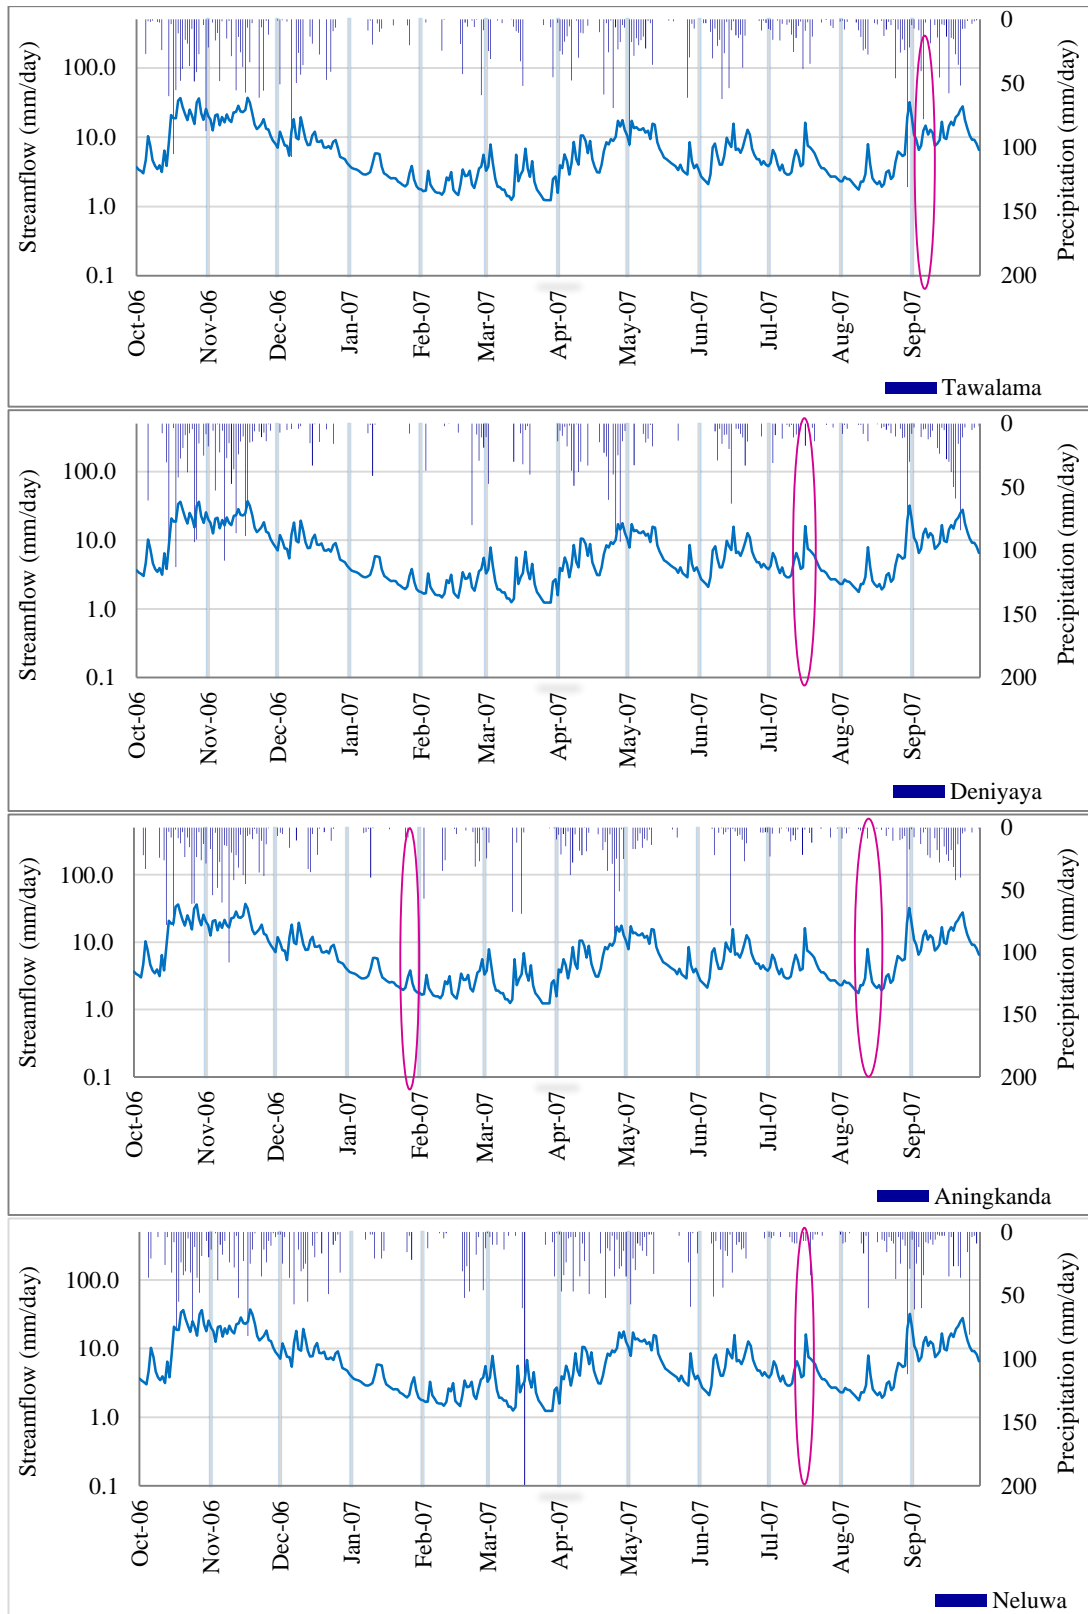 Streamflow (mm/day)
100.0
10.0
1.0
0.1
0
50
100
150
200
Precipitation (mm/day)
Oct-06
Nov-06
Dec-06
Jan-07
Feb-07
Mar-07
Apr-07
May-07
Jun-07
Jul-07
Aug-07
Sep-07
Tawalama
Streamflow (mm/day)
100.0
10.0
1.0
0.1
0
50
100
150
200
Precipitation (mm/day)
Oct-06
Nov-06
Dec-06
Jan-07
Feb-07
Mar-07
Apr-07
May-07
Jun-07
Jul-07
Aug-07
Sep-07
Deniyaya
Streamflow (mm/day)
100.0
10.0
1.0
0.1
0
50
100
150
200
Precipitation (mm/day)
Oct-06
Nov-06
Dec-06
Jan-07
Feb-07
Mar-07
Apr-07
May-07
Jun-07
Jul-07
Aug-07
Sep-07
Aningkanda
Streamflow (mm/day)
100.0
10.0
1.0
0.1
0
50
100
150
200
Precipitation (mm/day)
Oct-06
Nov-06
Dec-06
Jan-07
Feb-07
Mar-07
Apr-07
May-07
Jun-07
Jul-07
Aug-07
Sep-07
Neluwa